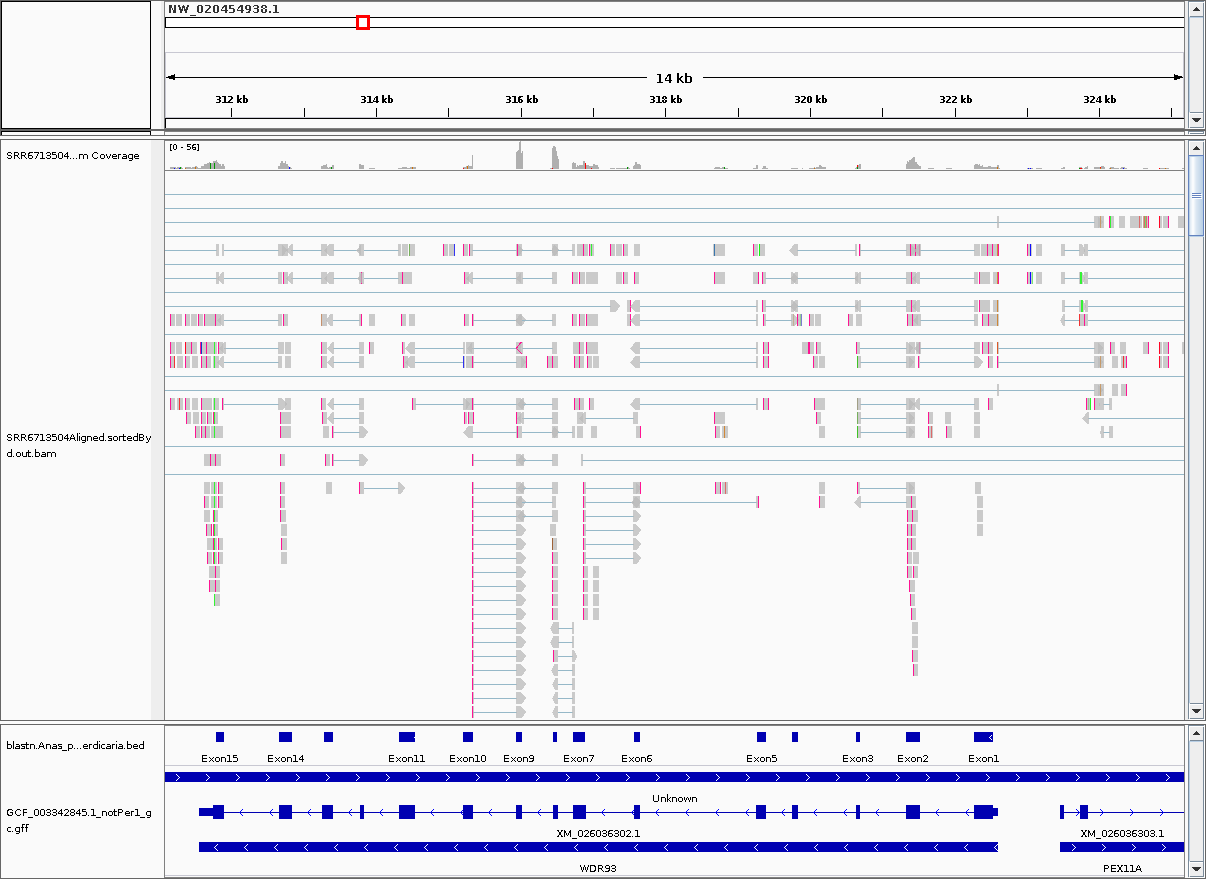 NW_020454938.1
14 kb
312 kb 314 kb 316 kb 318 kb 320 kb 322 kb 324 kb
SRR6713504...m Coverage
[0 - 56]
SRR6713504Aligned.sortedBy
d.out.bam
blastn.Anas_p...erdicaria.bed
Exon15 Exon14 Exon11 Exon10 Exon9 Exon7 Exon6 Exon5 Exon3 Exon2 Exon1
Unknown
GCF_003342845.1_notPer1_g
c.gff
XM_026036302.1 XM_026036303.1
WDR93 PEX11A